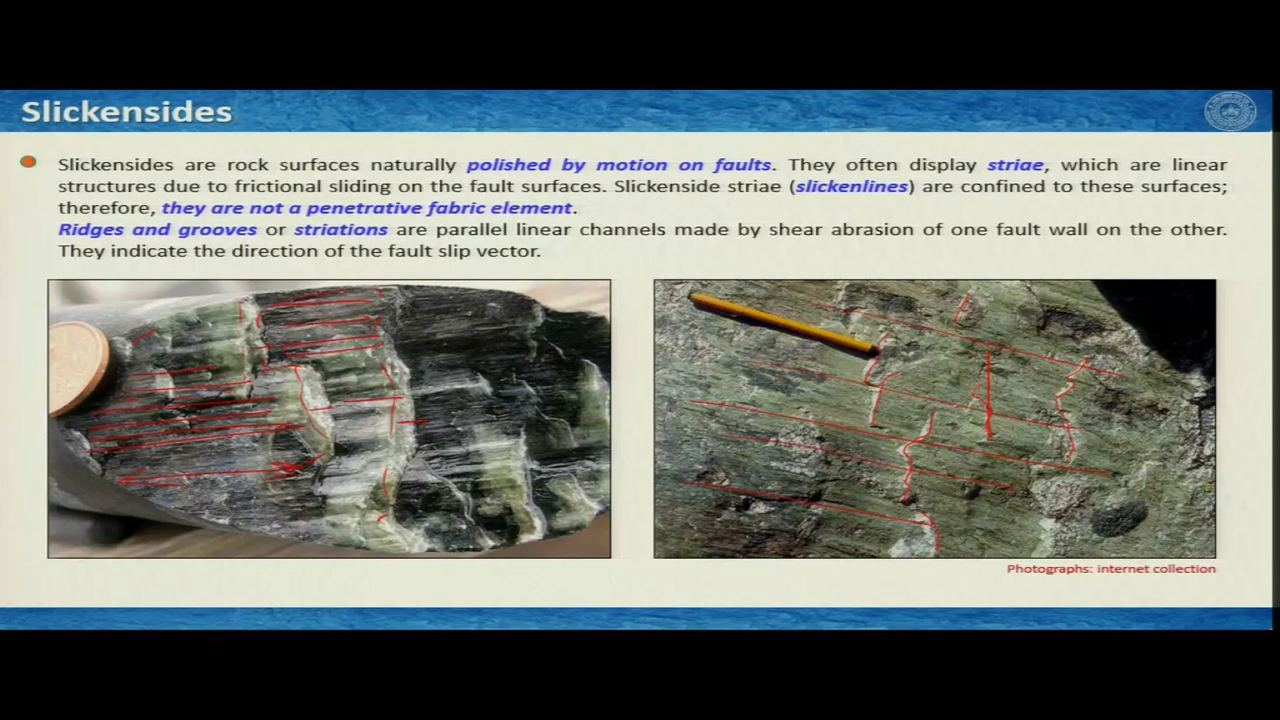 Slickensides
Slickensides are rock surfaces naturally polished by motion on faults. They often display striae, which are linear
structures due to frictional sliding on the fault surfaces. Slickenside striae (slickenlines) are confined to these surfaces;
therefore, they are not a penetrative fabric element.
Ridges and grooves or striations are parallel linear channels made by shear abrasion of one fault wall on the other.
They indicate the direction of the fault slip vector.
Photographs: internet collection